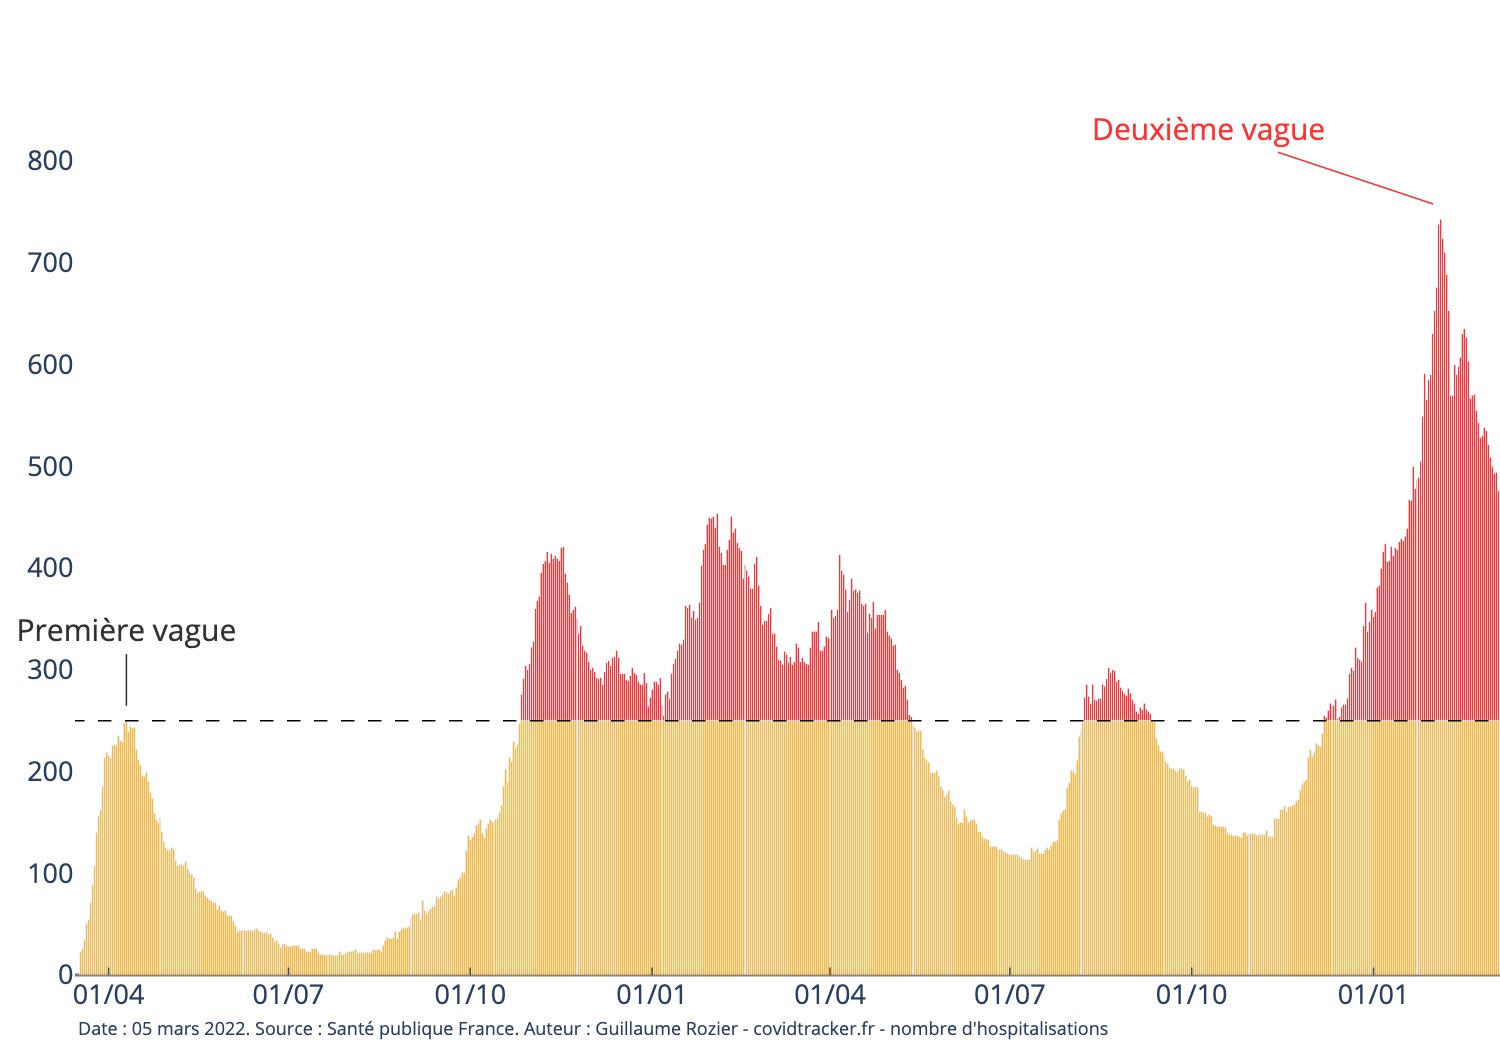 Deuxième vague
800
700
600
500
400
Première vague
300
200
100
0
01/04 01/07 01/10 01/01 01/04 01/07 01/10 01/01
Date : 05 mars 2022. Source : Santé publique France. Auteur : Guillaume Rozier - covidtracker.fr - nombre d'hospitalisations